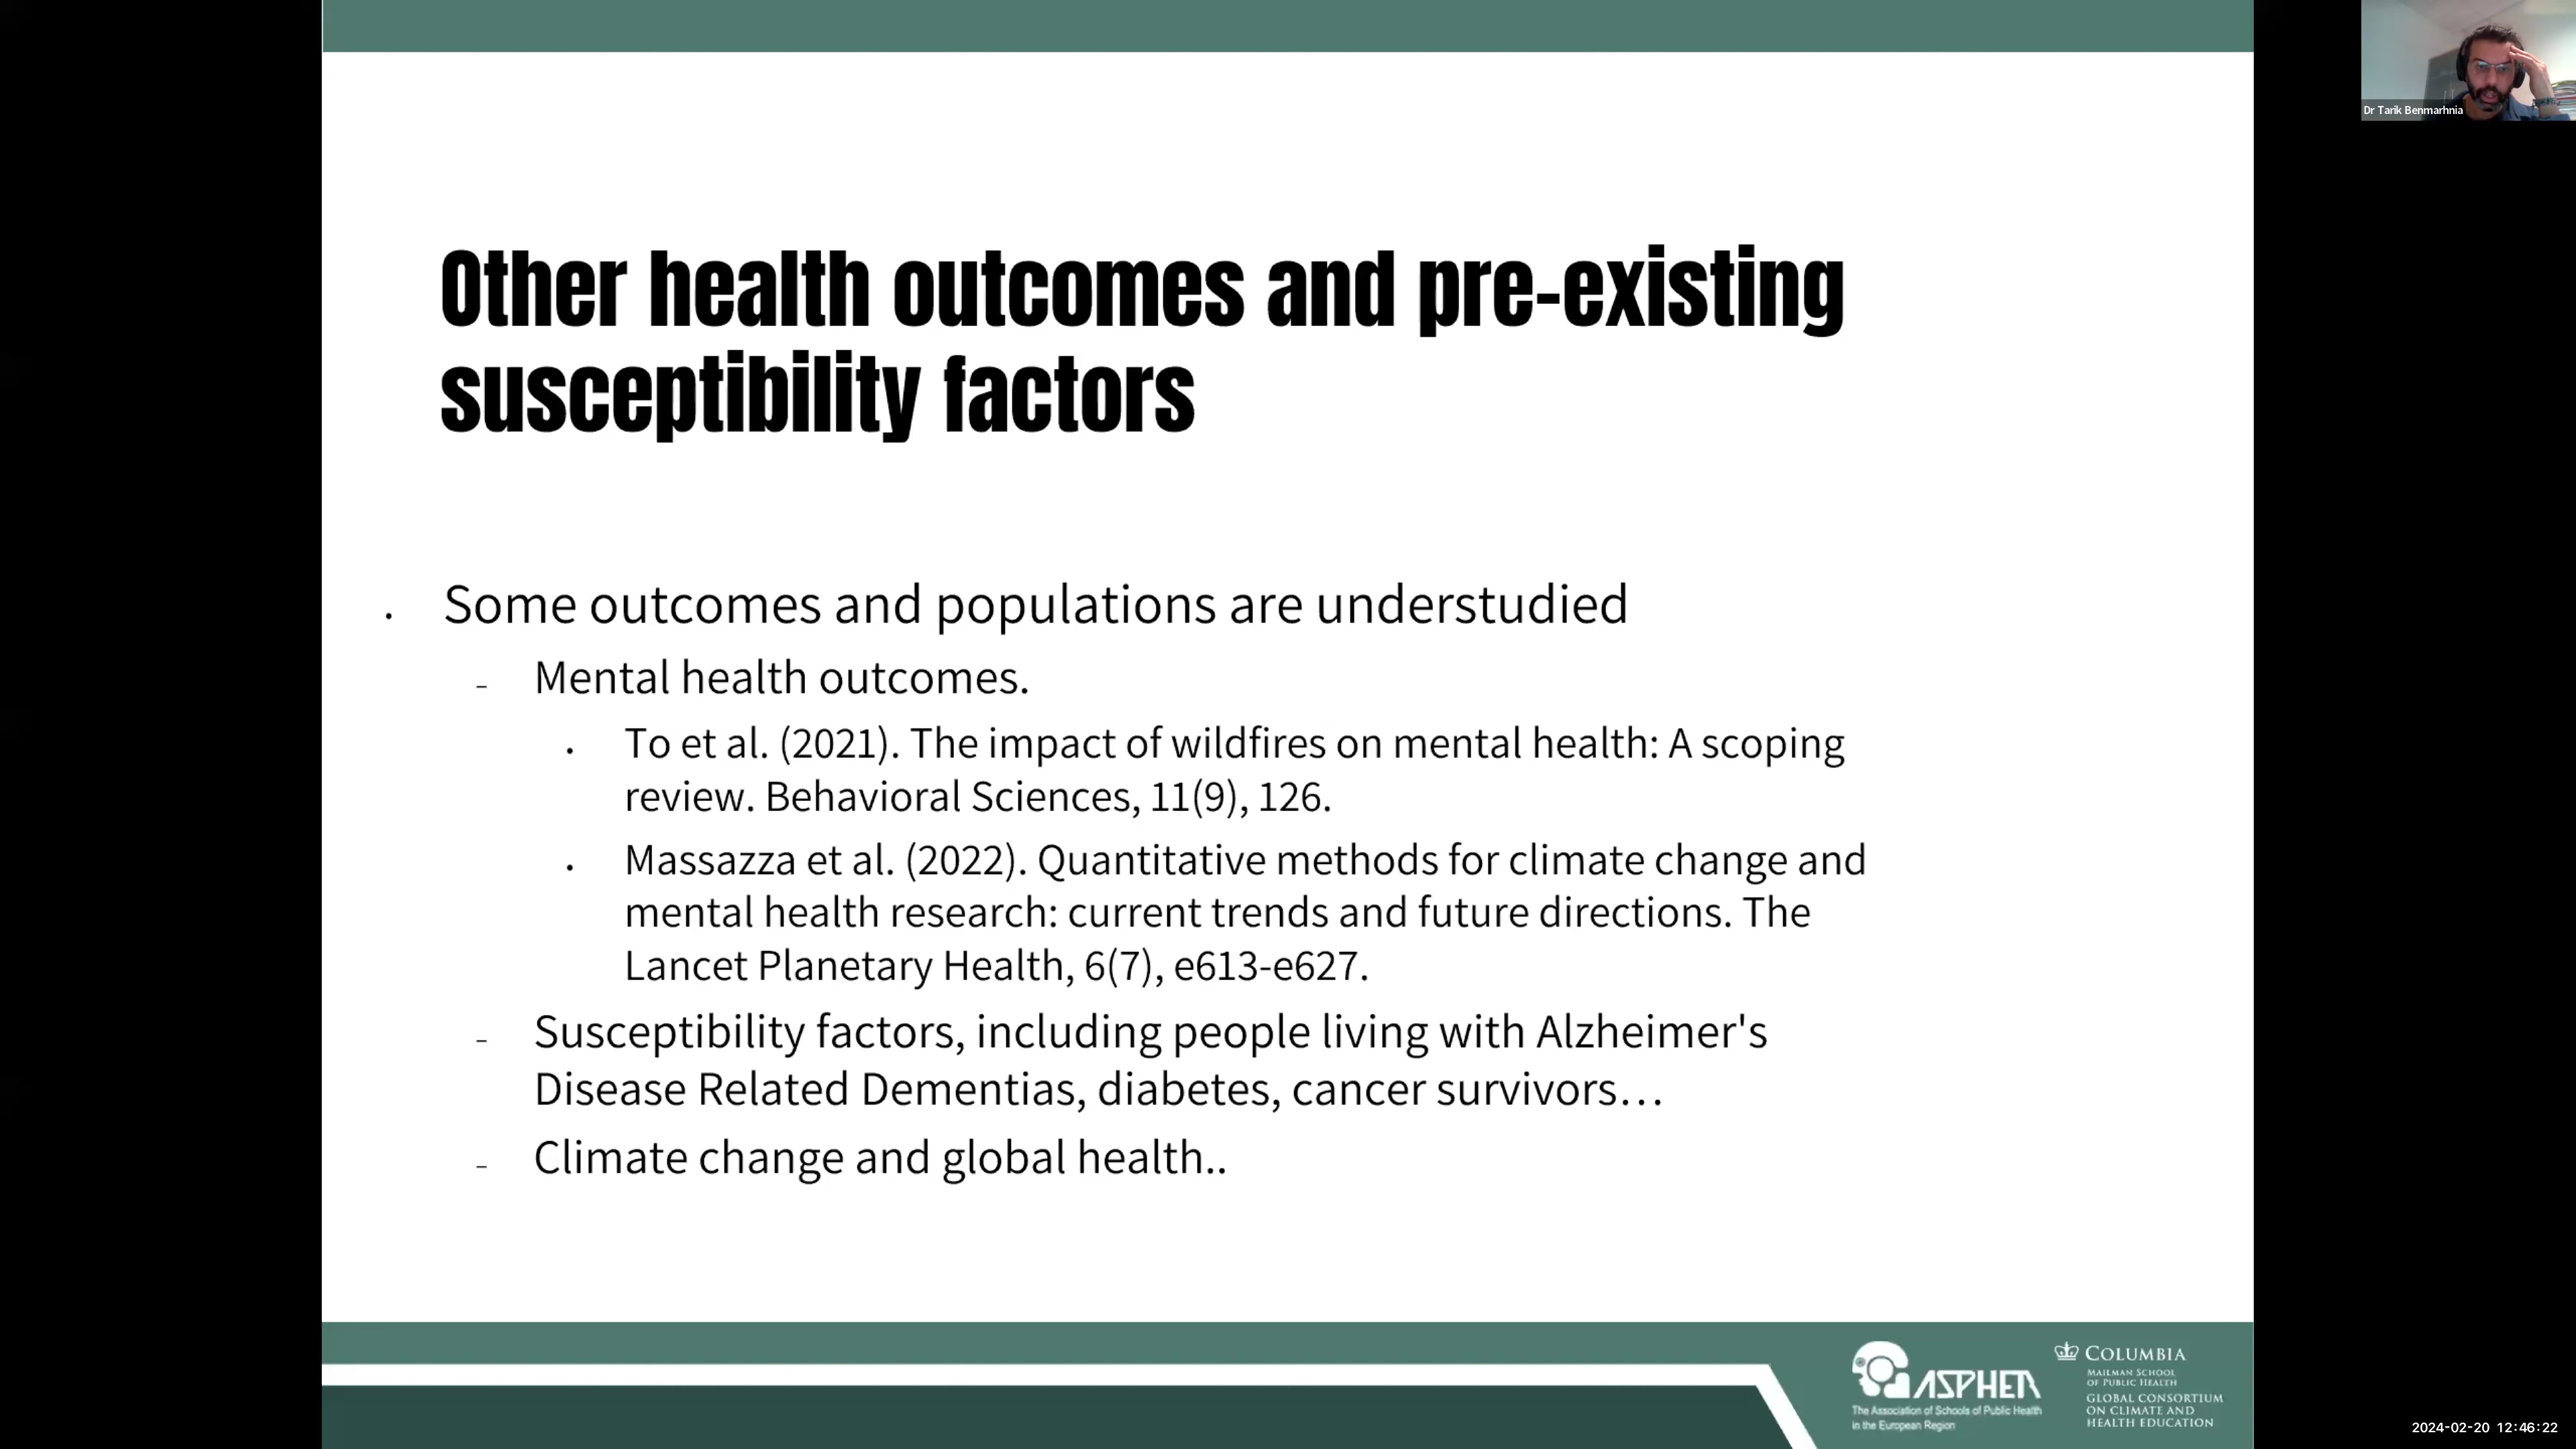 Dr Tarik Benmarhnia
Other health outcomes and pre-existing
susceptibility factors
. Some outcomes and populations are understudied
- Mental health outcomes.
. To et al. (2021). The impact of wildfires on mental health: A scoping
review. Behavioral Sciences, 11(9), 126.
. Massazza et al. (2022). Quantitative methods for climate change and
mental health research: current trends and future directions. The
Lancet Planetary Health, 6(7), e613-e627.
- Susceptibility factors, including people living with Alzheimer's
Disease Related Dementias, diabetes, cancer survivors…
- Climate change and global health..
ASPHER
The Association of Schools of Public Health
in the European Region
COLUMBIA
MAILMAN SCHOOL
OF PUBLIC HEALTH
GLOBAL CONSORTIUM
ON CLIMATE AND
HEALTH EDUCATION
2024-02-20 12:46:22